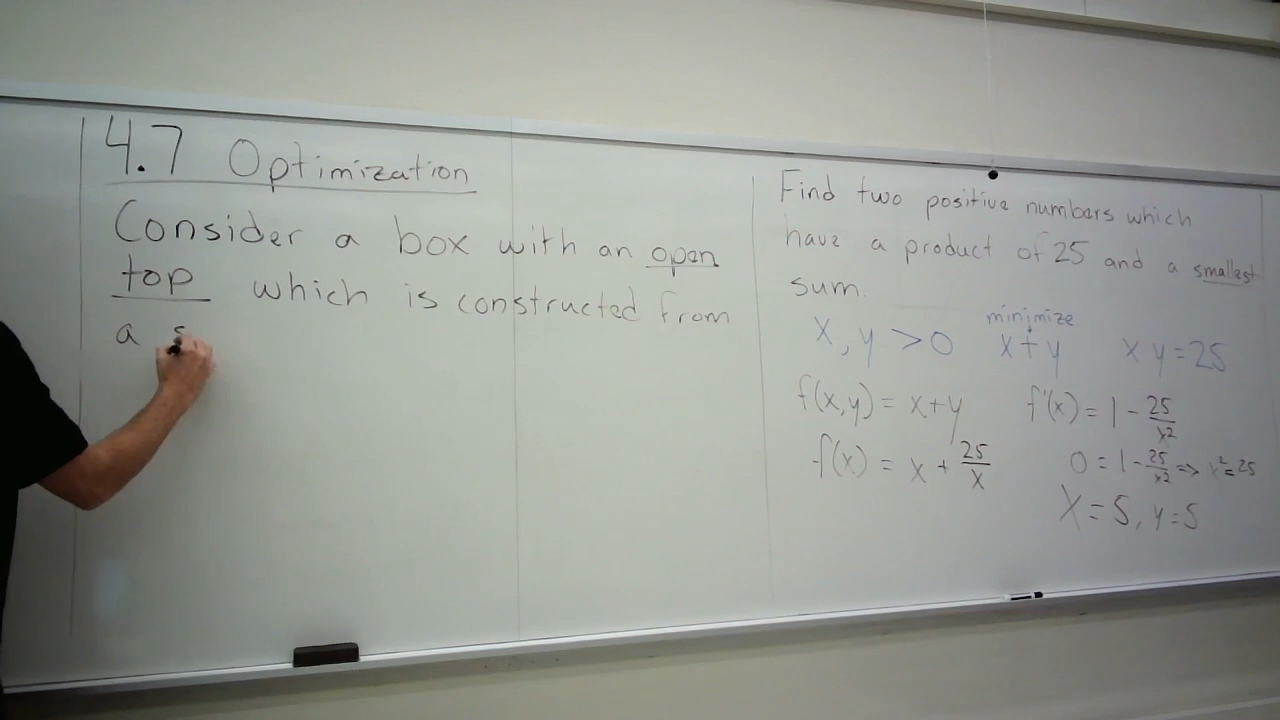 4.7 Optimization
Consider a box with an open
top which is constructed from
a s
Find two positive numbers which
have a product of 25 and a smallest
sum.
minimize
x, y > 0 x+y xy = 25
f(x,y) = x+y f'(x) = 1 - 25/x²
f(x) = x + 25/x 0 = 1 - 25/x² ⇒ x² = 25
x = 5, y = 5